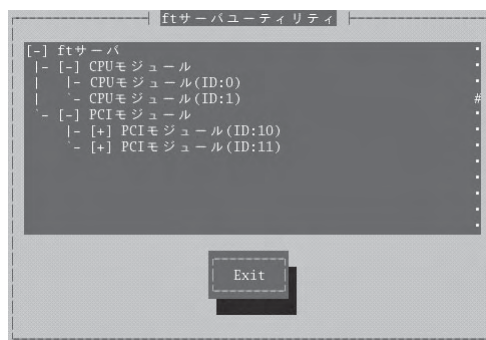 ftサーバユーティリティ
[-] ftサーバ
|- [-] CPUモジュール
|   |- CPUモジュール(ID:0)
|   `- CPUモジュール(ID:1)
#
`- [-] PCIモジュール
    |- [+] PCIモジュール(ID:10)
    `- [+] PCIモジュール(ID:11)
Exit